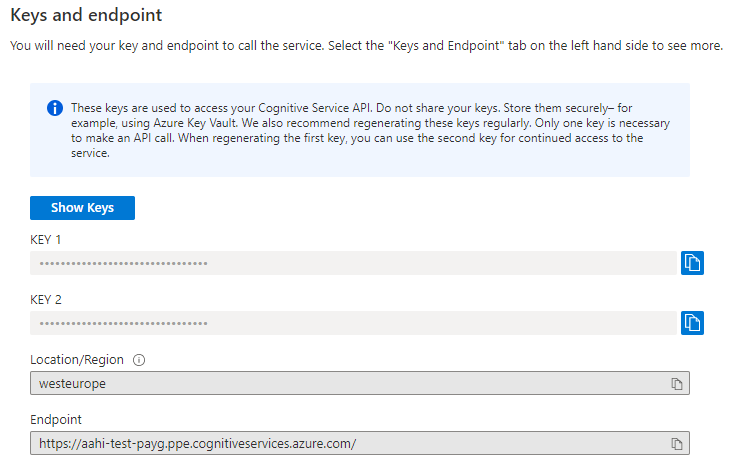 Keys and endpoint
You will need your key and endpoint to call the service. Select the "Keys and Endpoint" tab on the left hand side to see more.
These keys are used to access your Cognitive Service API. Do not share your keys. Store them securely– for
example, using Azure Key Vault. We also recommend regenerating these keys regularly. Only one key is necessary
to make an API call. When regenerating the first key, you can use the second key for continued access to the
service.
Show Keys
KEY 1
••••••••••••••••••••••••••••••••
KEY 2
••••••••••••••••••••••••••••••••
Location/Region
westeurope
Endpoint
https://aahi-test-payg.ppe.cognitiveservices.azure.com/